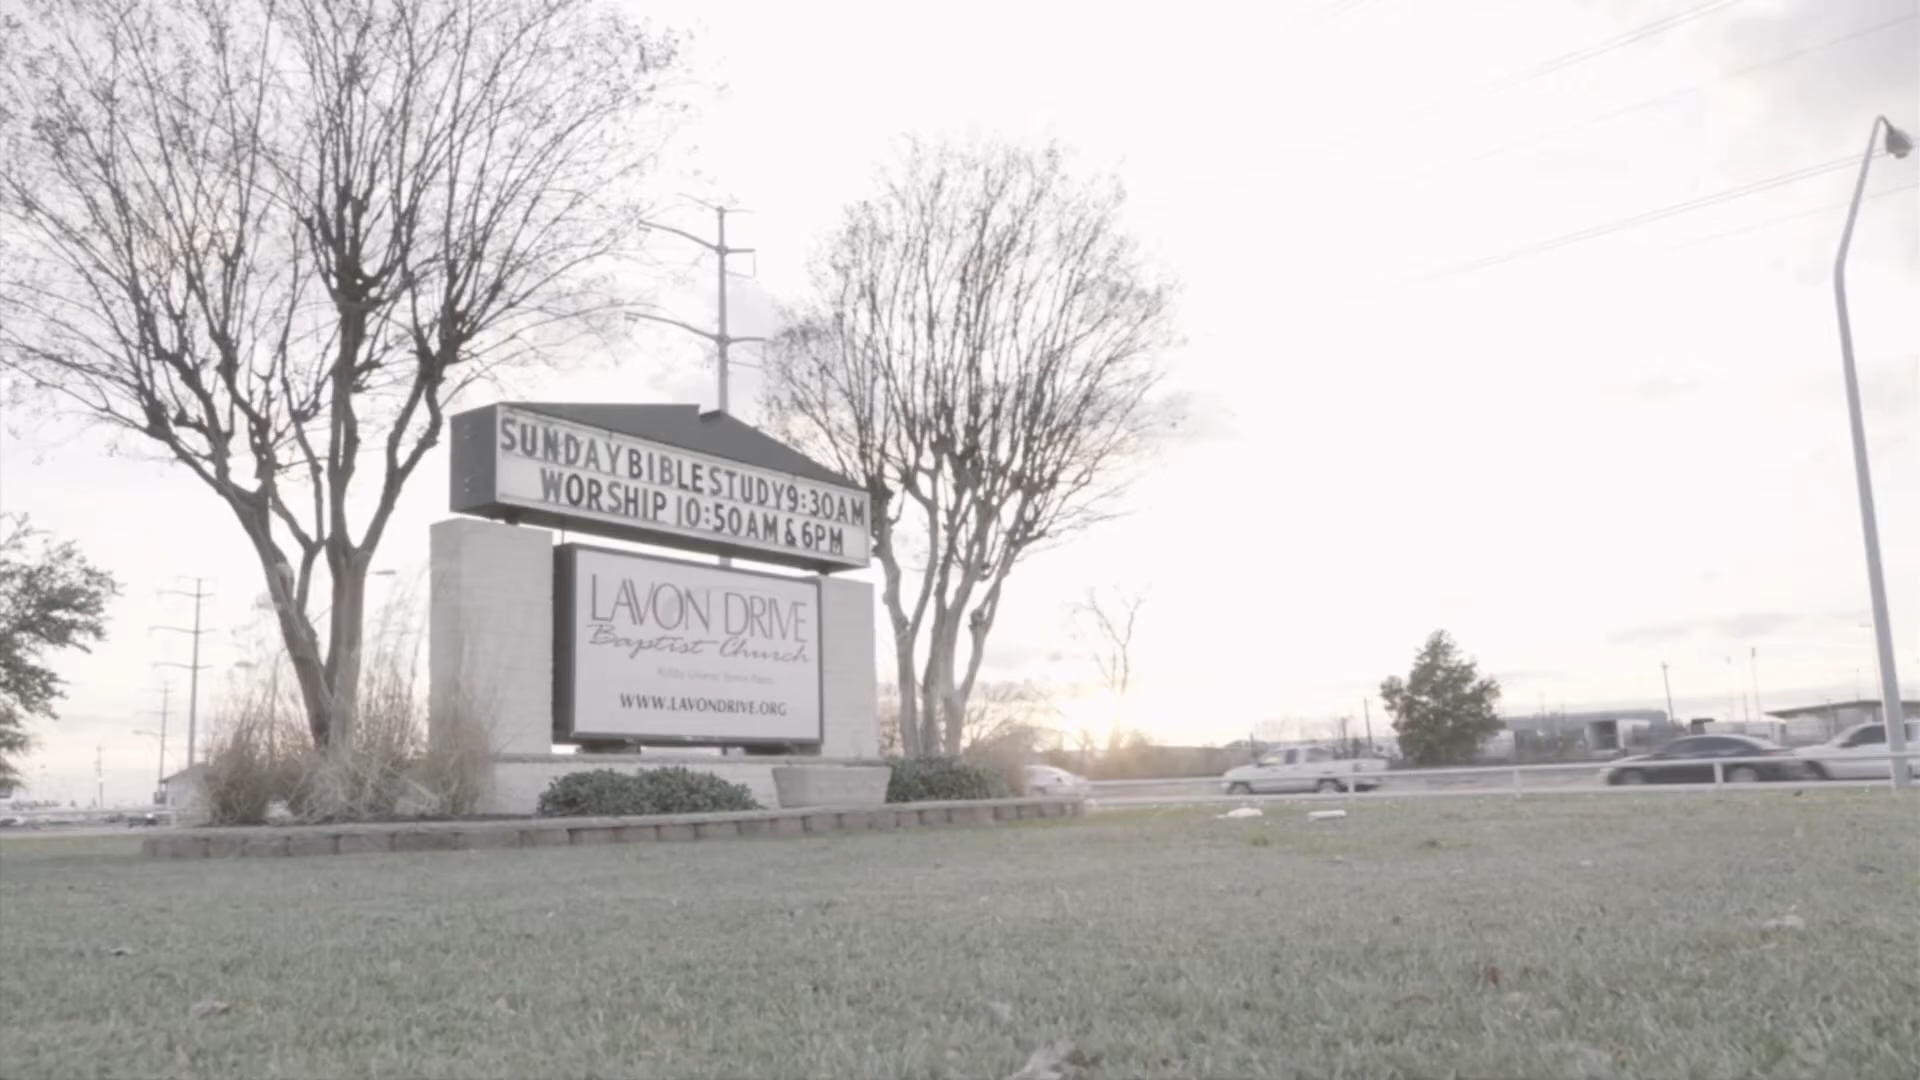 SUNDAY BIBLE STUDY 9:30AM
WORSHIP 10:50AM & 6PM
LAVON DRIVE
Baptist Church
WWW.LAVONDRIVE.ORG